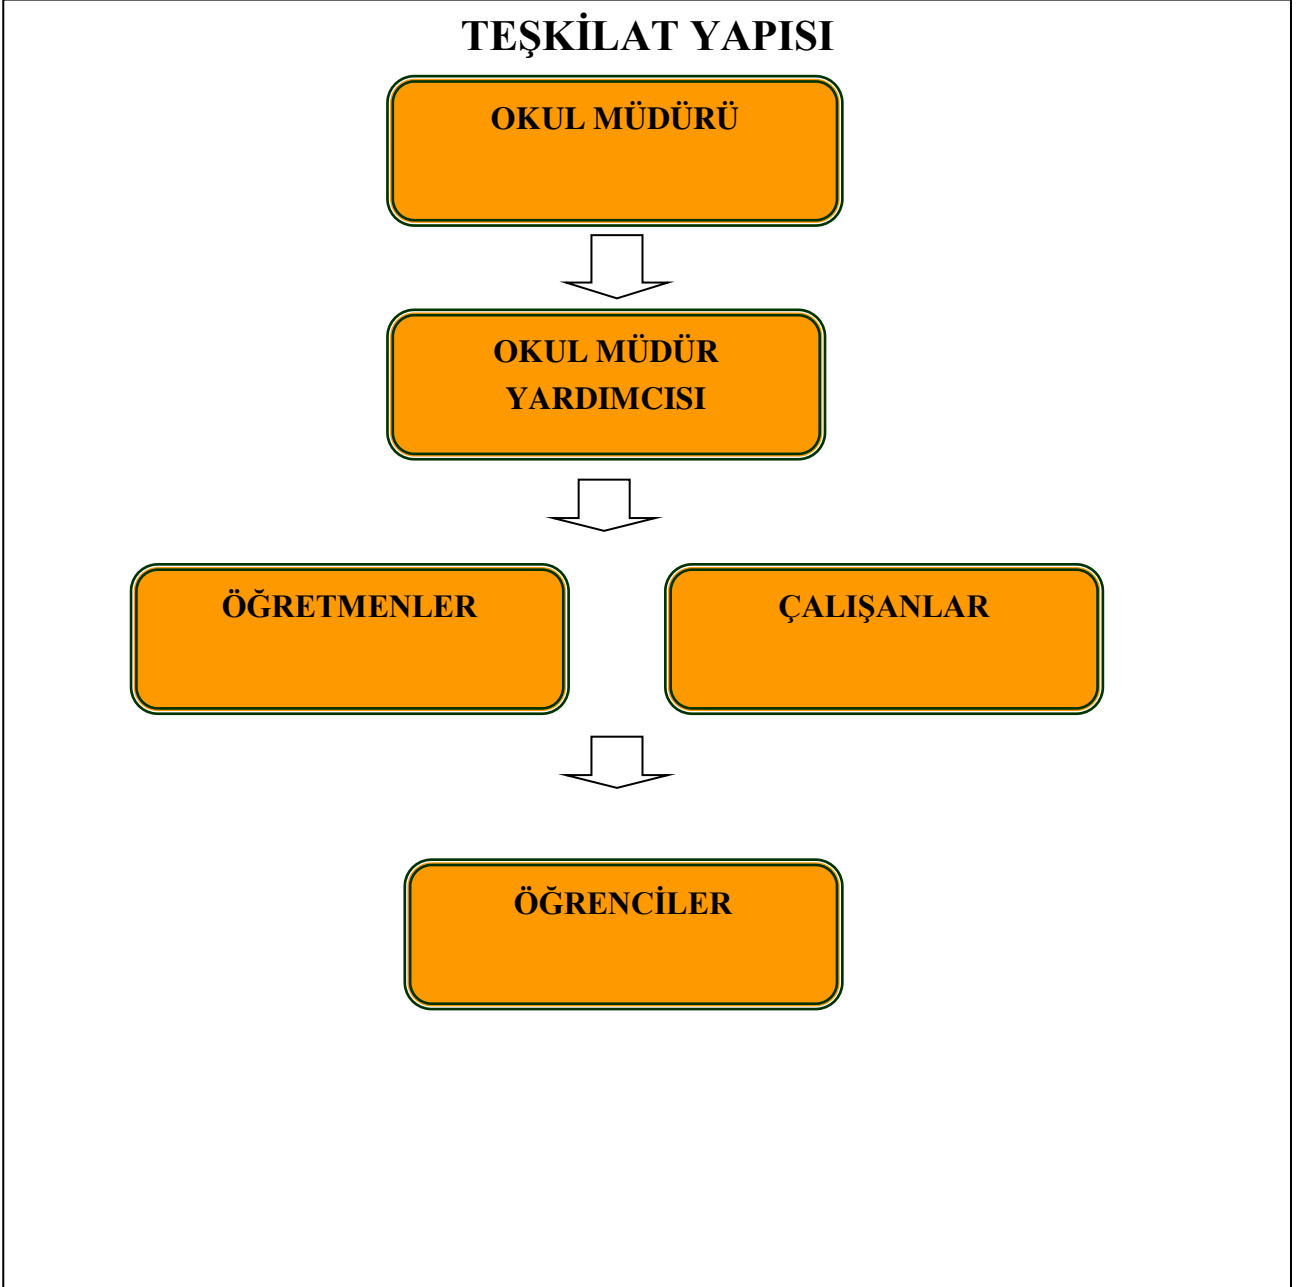 TEŞKİLAT YAPISI
OKUL MÜDÜRÜ
OKUL MÜDÜR
YARDIMCISI
ÖĞRETMENLER
ÇALIŞANLAR
ÖĞRENCİLER